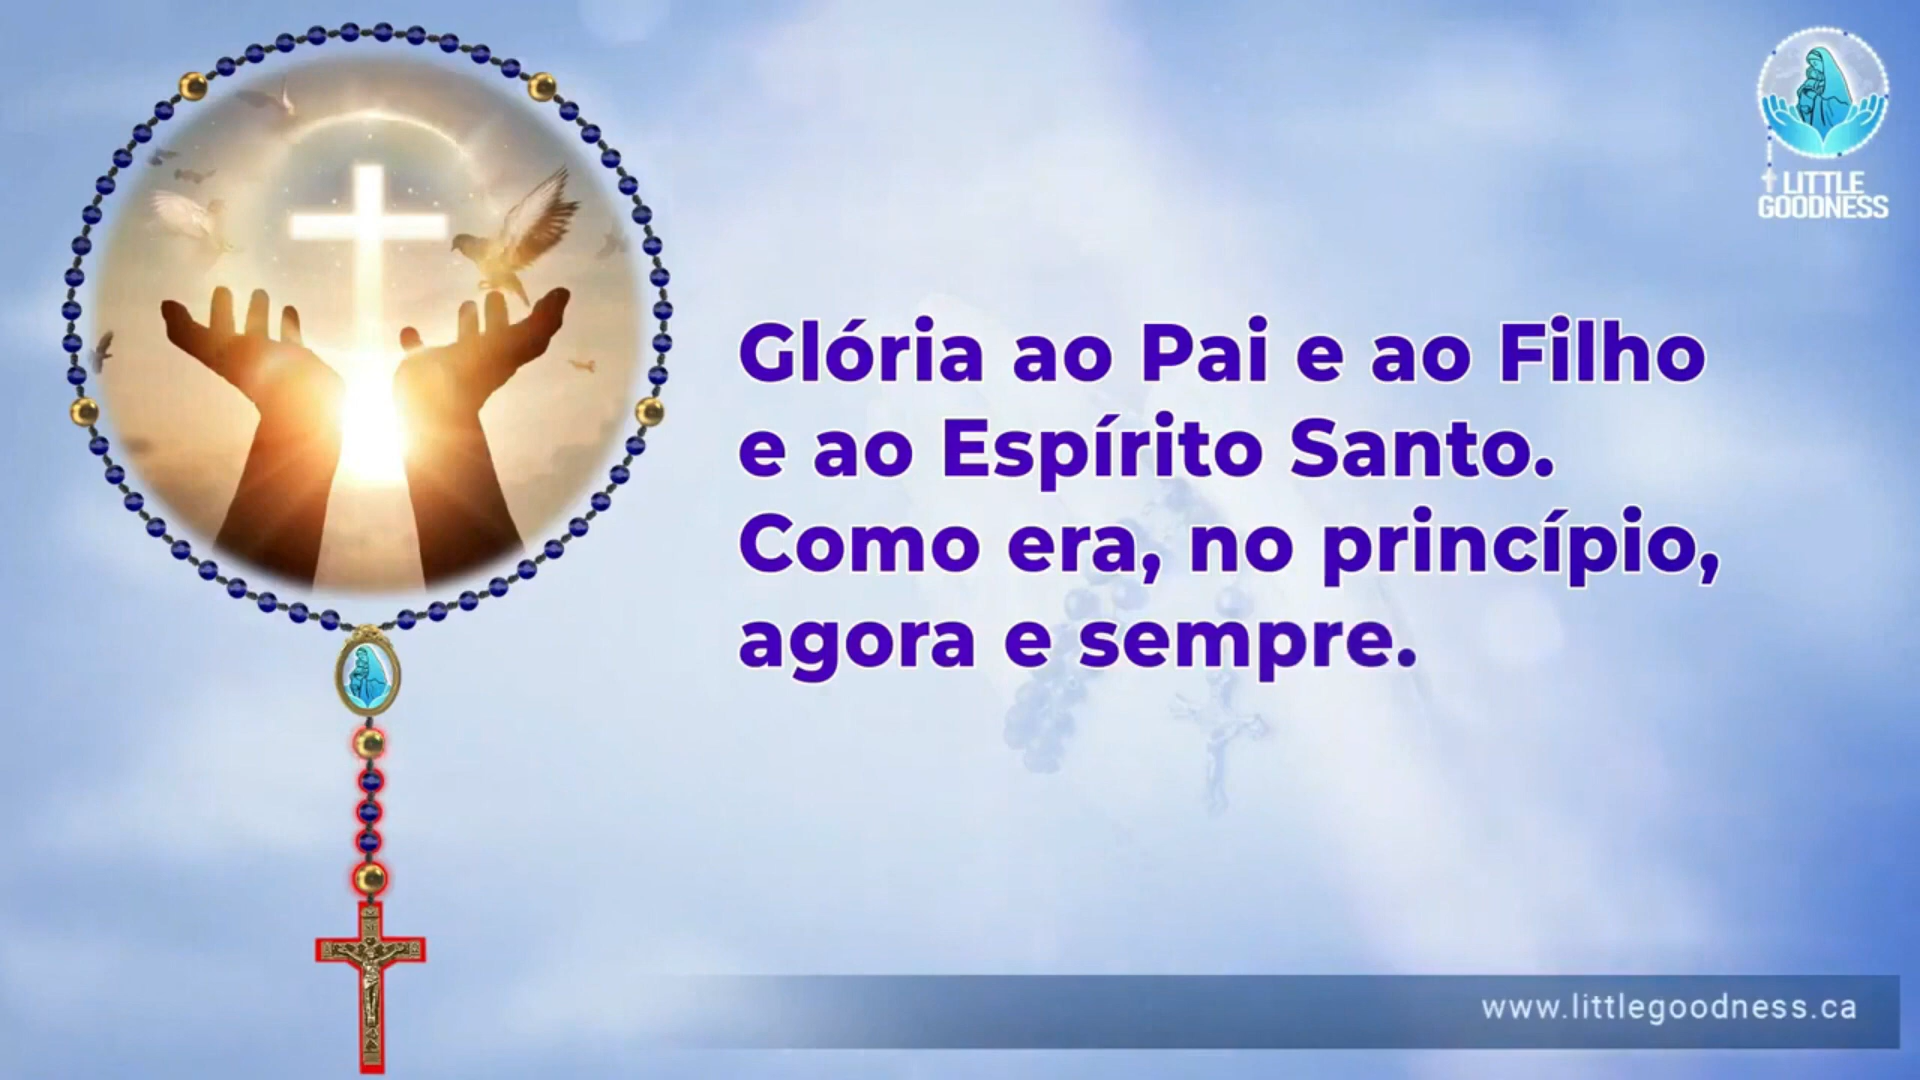 LITTLE
GOODNESS
Glória ao Pai e ao Filho
e ao Espírito Santo.
Como era, no princípio,
agora e sempre.
www.littlegoodness.ca